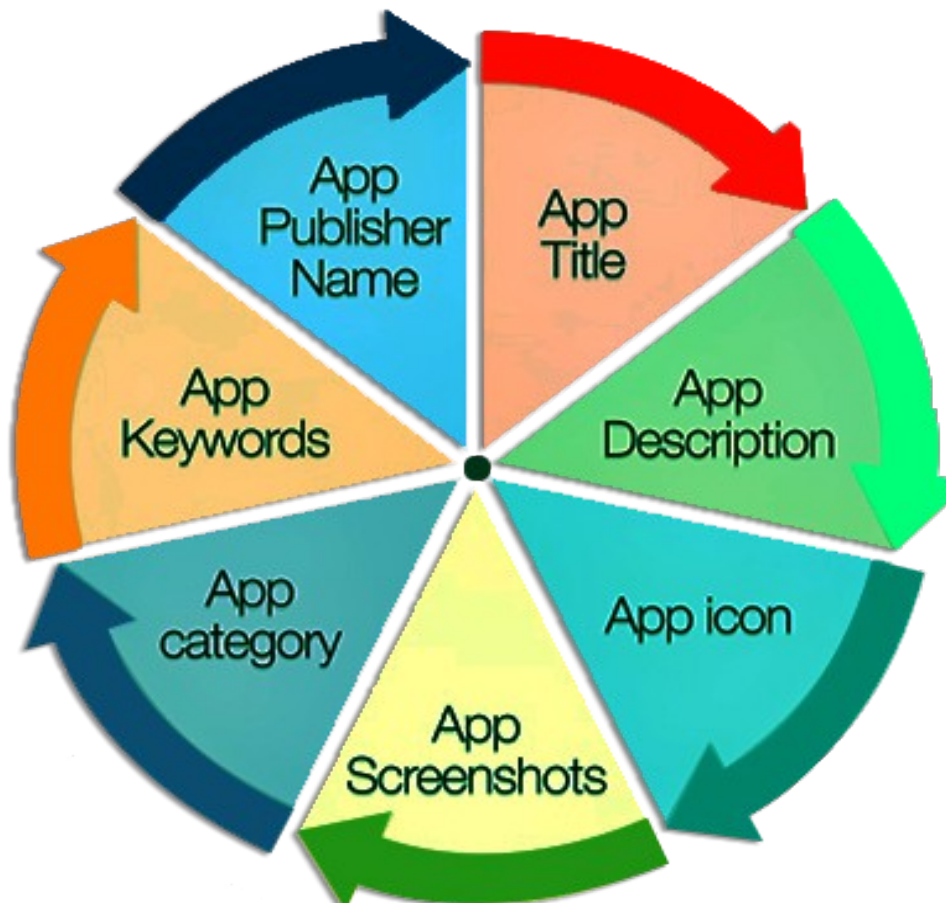 App
Title
App
Description
App icon
App
Screenshots
App
category
App
Keywords
App
Publisher
Name